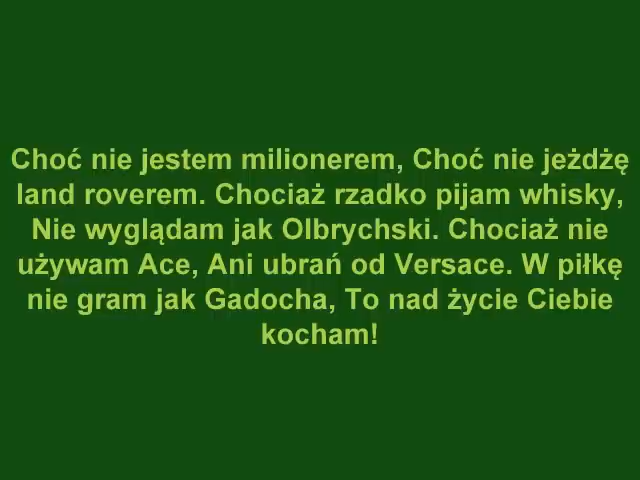 Choć nie jestem milionerem, Choć nie jeżdżę
land roverem. Chociaż rzadko pijam whisky,
Nie wyglądam jak Olbrychski. Chociaż nie
używam Ace, Ani ubrań od Versace. W piłkę
nie gram jak Gadocha, To nad życie Ciebie
kocham!